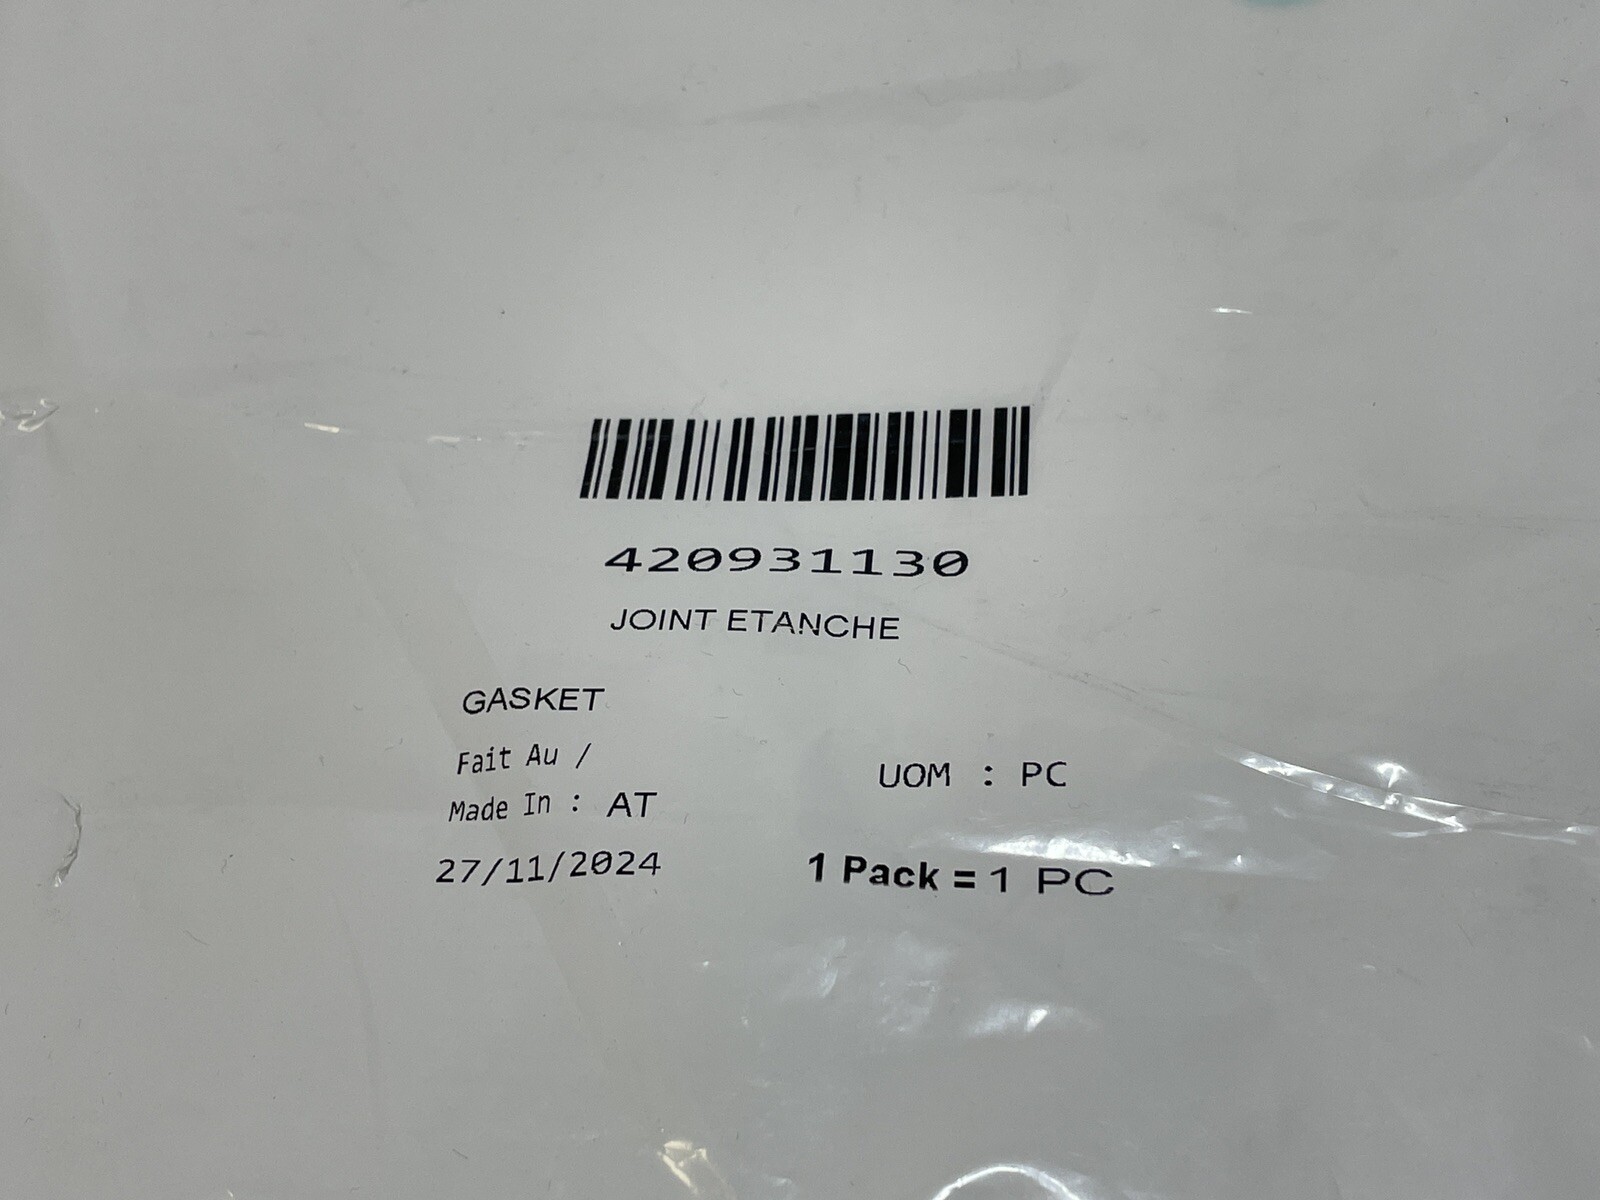 420931130
JOINT ETANCHE
GASKET
Fait Au /
Made In : AT
UOM : PC
27/11/2024
1 Pack = 1 PC